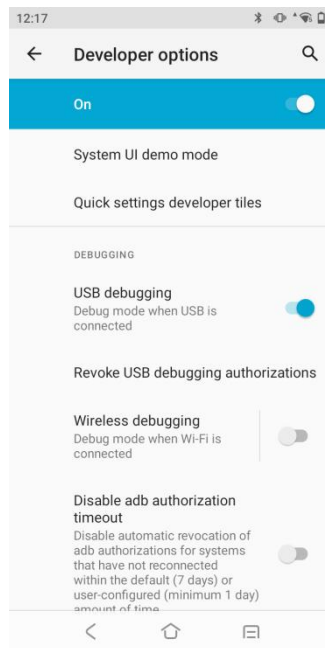 12:17
Developer options
On
System UI demo mode
Quick settings developer tiles
DEBUGGING
USB debugging
Debug mode when USB is
connected
Revoke USB debugging authorizations
Wireless debugging
Debug mode when Wi-Fi is
connected
Disable adb authorization
timeout
Disable automatic revocation of
adb authorizations for systems
that have not reconnected
within the default (7 days) or
user-configured (minimum 1 day)
amount of time